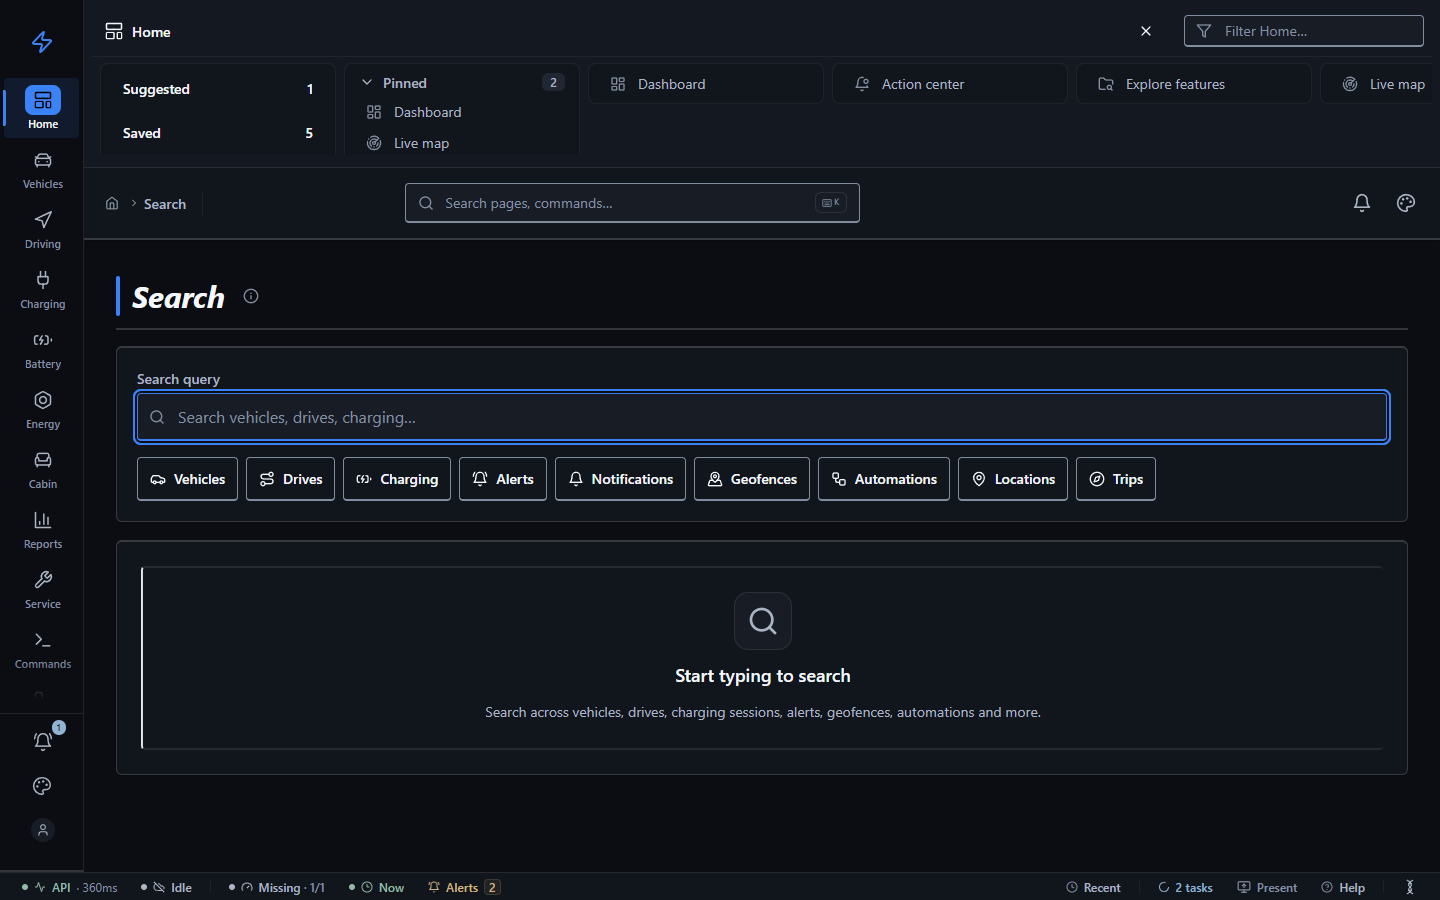 Home
Filter Home...
Suggested 1
Saved 5
Pinned 2
Dashboard
Live map
Dashboard
Action center
Explore features
Live map
Home
Vehicles
Driving
Charging
Battery
Energy
Cabin
Reports
Service
Commands
1
Search
Search pages, commands...
K
Search
Search query
Search vehicles, drives, charging...
Vehicles
Drives
Charging
Alerts
Notifications
Geofences
Automations
Locations
Trips
Start typing to search
Search across vehicles, drives, charging sessions, alerts, geofences, automations and more.
API · 360ms
Idle
Missing · 1/1
Now
Alerts 2
Recent
2 tasks
Present
Help